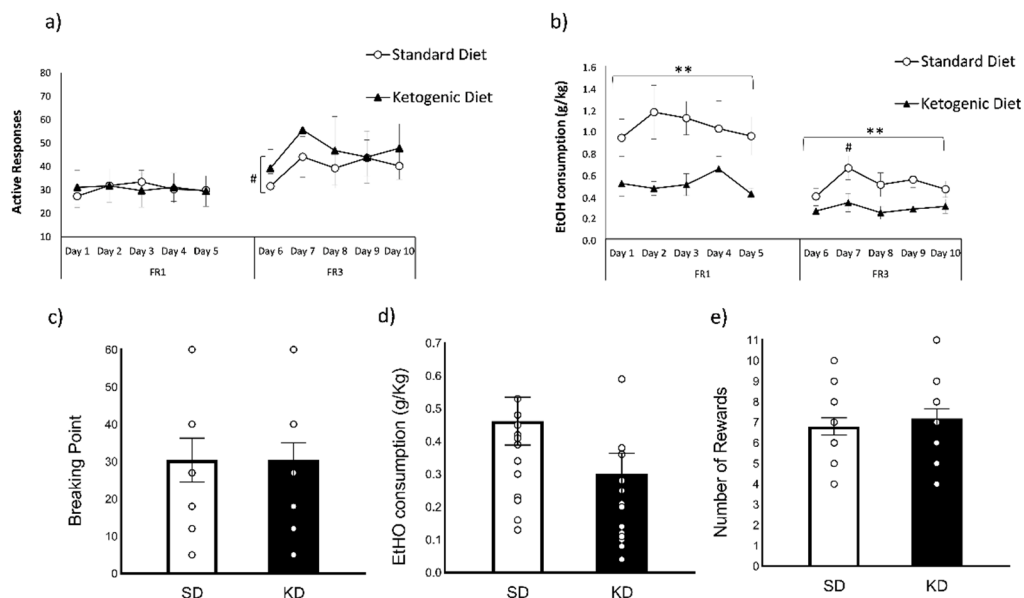 a)
Standard Diet
Ketogenic Diet
Active Responses
80
70
60
50
40
30
20
10
#
Day 1 Day 2 Day 3 Day 4 Day 5 Day 6 Day 7 Day 8 Day 9 Day 10
FR1 FR3
b)
Standard Diet
Ketogenic Diet
EtOH consumption (g/kg)
1.6
1.4
1.2
1.0
0.8
0.6
0.4
0.2
0.0
**
**
#
Day 1 Day 2 Day 3 Day 4 Day 5 Day 6 Day 7 Day 8 Day 9 Day 10
FR1 FR3
c)
Breaking Point
60
50
40
30
20
10
0
SD KD
d)
EtHO consumption (g/Kg)
0.7
0.6
0.5
0.4
0.3
0.2
0.1
0.0
SD KD
e)
Number of Rewards
11
10
9
8
7
6
5
4
3
2
1
0
SD KD